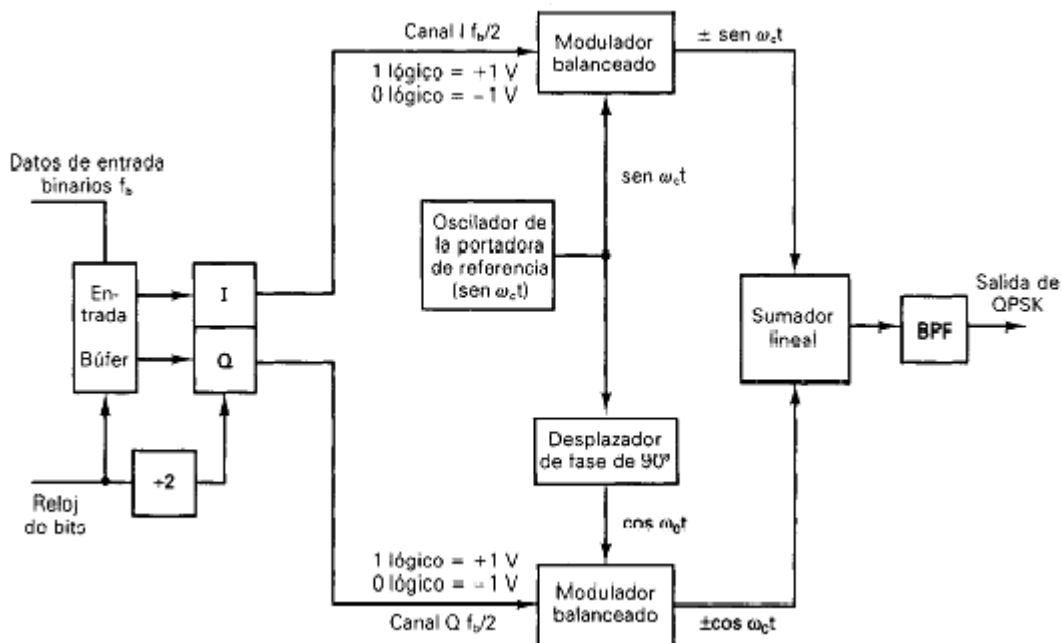 Canal I f_b/2
1 lógico = +1 V
0 lógico = −1 V
Modulador
balanceado
± sen ω_ct
Datos de entrada
binarios f_b
sen ω_ct
Oscilador de
la portadora
de referencia
(sen ω_ct)
En-
trada
Búfer
I
Q
Sumador
lineal
BPF
Salida de
QPSK
÷2
Reloj
de bits
Desplazador
de fase de 90°
cos ω_ct
1 lógico = +1 V
0 lógico = −1 V
Canal Q f_b/2
Modulador
balanceado
±cos ω_ct